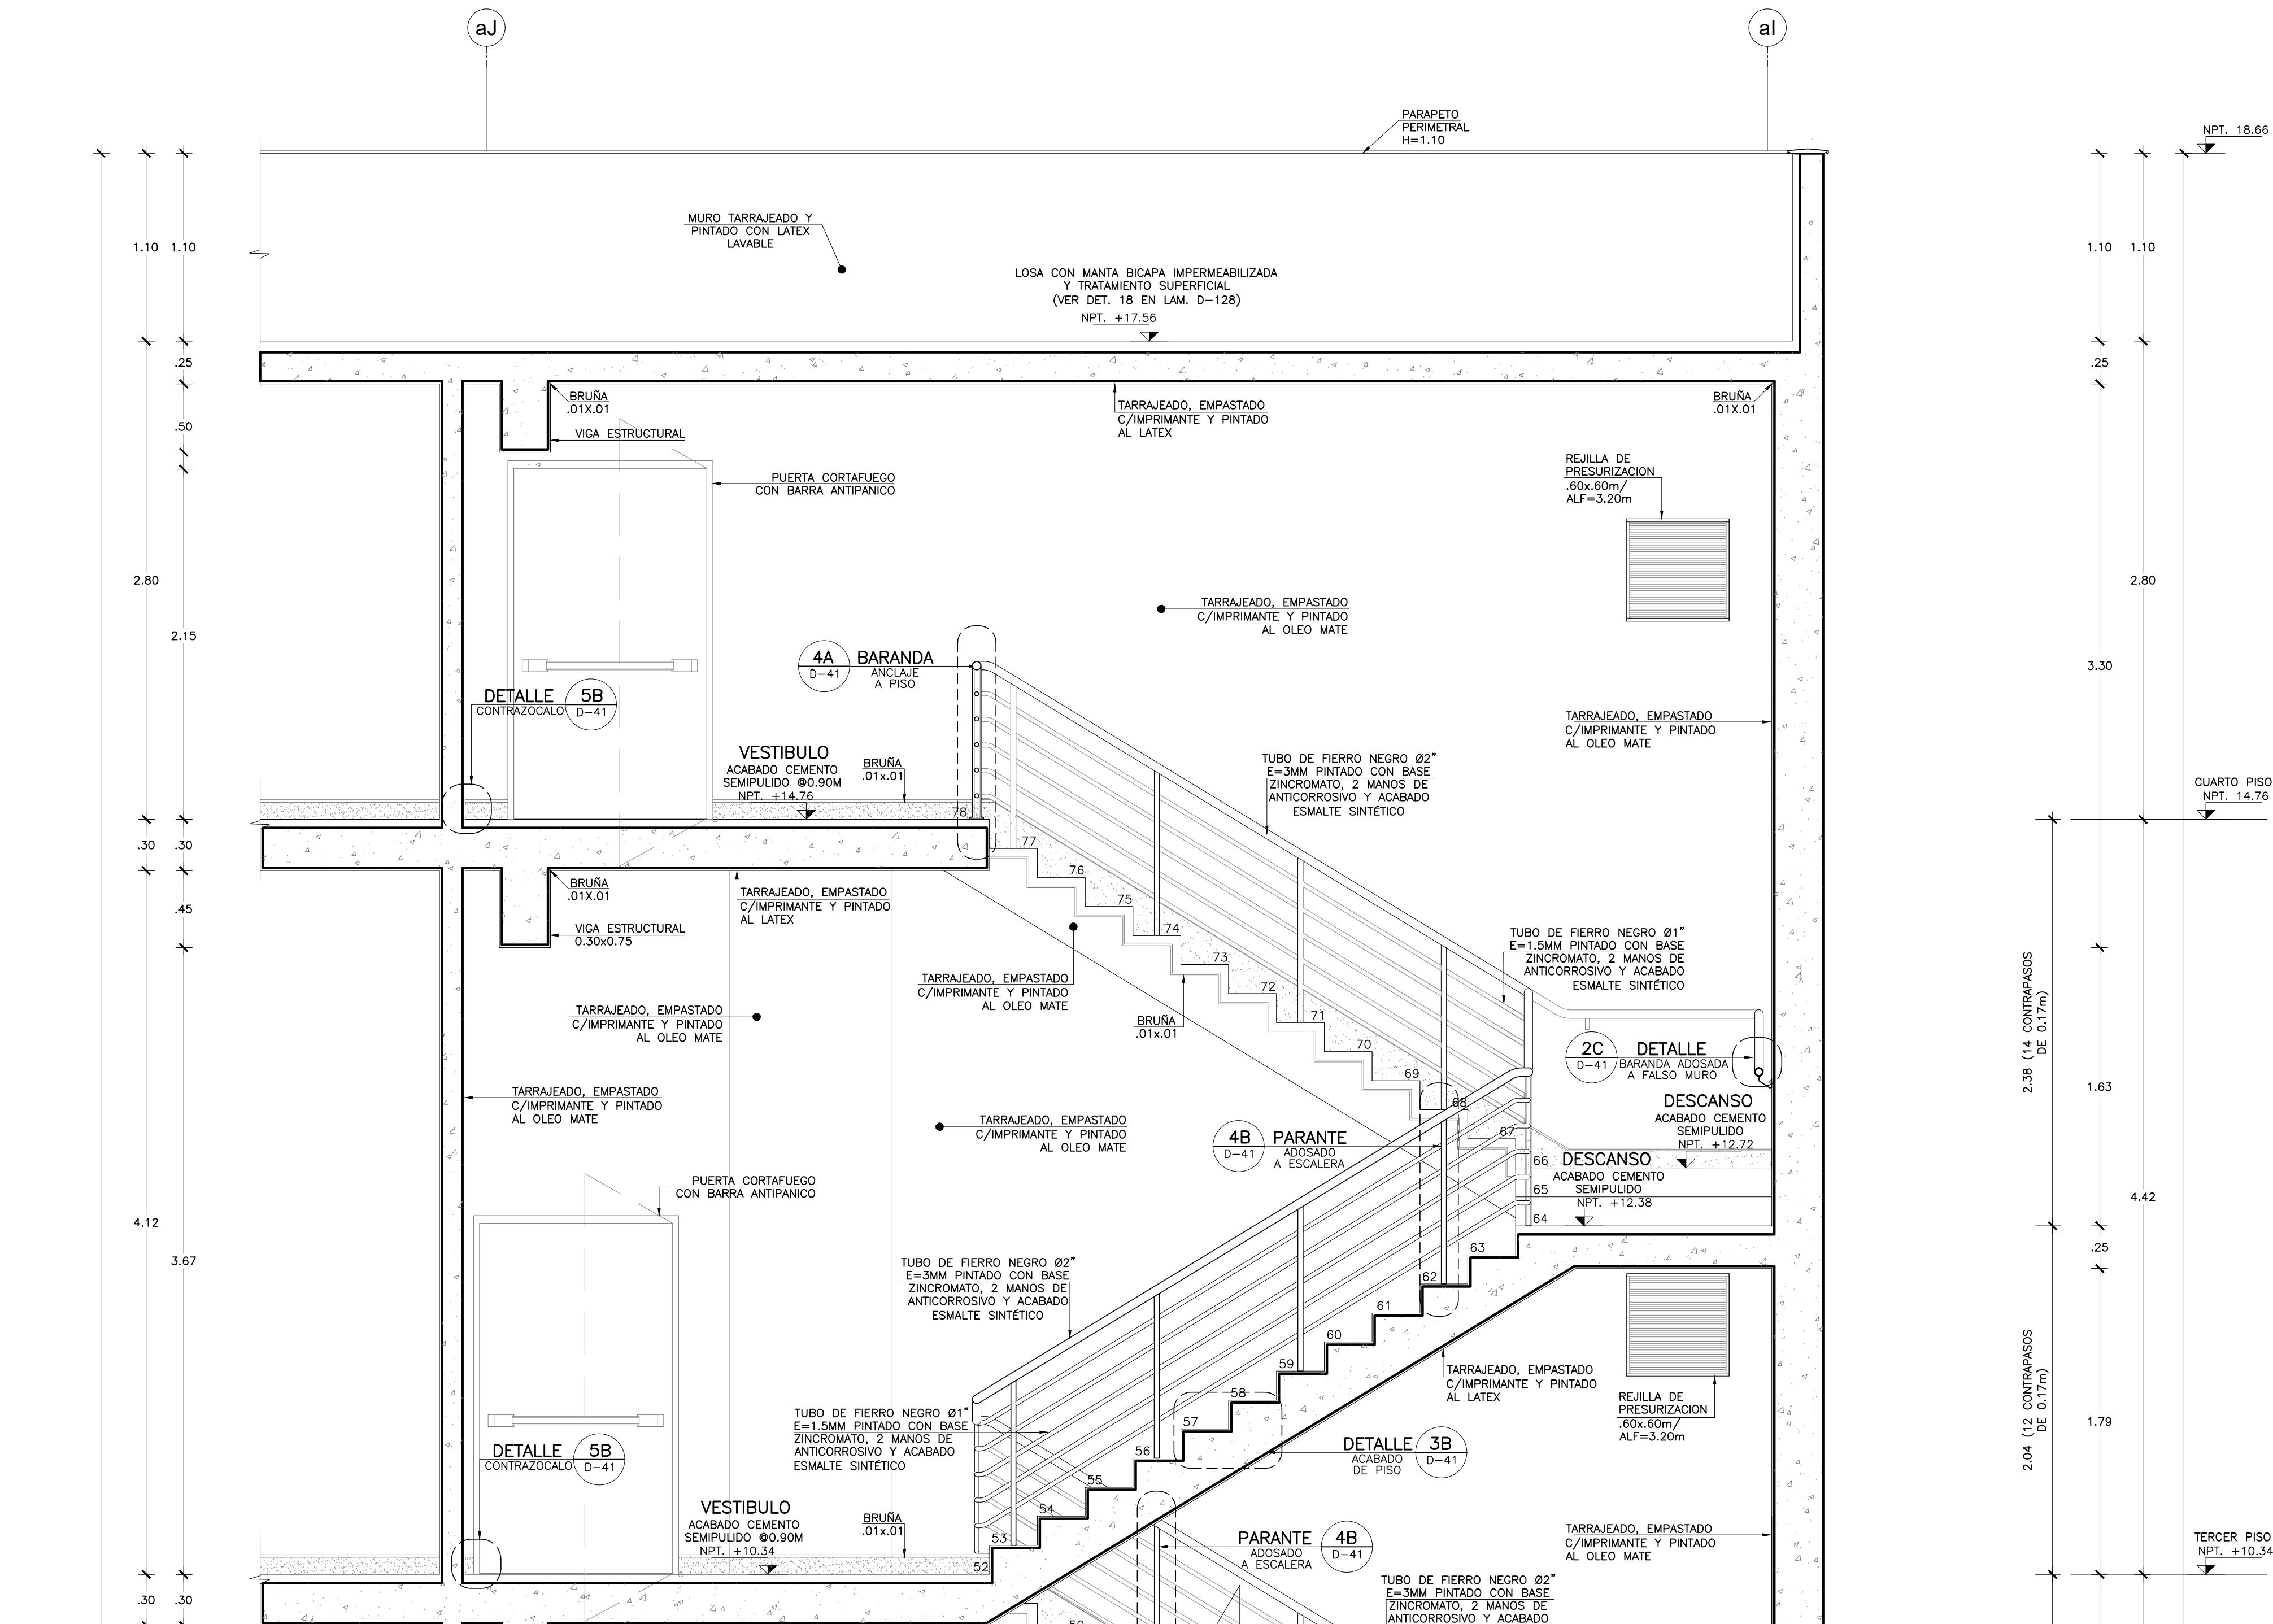 aJ
aI
PARAPETO
PERIMETRAL
H=1.10
NPT. 18.66
MURO TARRAJEADO Y
PINTADO CON LATEX
LAVABLE
1.10
1.10
1.10
1.10
LOSA CON MANTA BICAPA IMPERMEABILIZADA
Y TRATAMIENTO SUPERFICIAL
(VER DET. 18 EN LAM. D-128)
NPT. +17.56
.25
.25
BRUÑA
.01X.01
TARRAJEADO, EMPASTADO
C/IMPRIMANTE Y PINTADO
AL LATEX
BRUÑA
.01X.01
.50
VIGA ESTRUCTURAL
PUERTA CORTAFUEGO
CON BARRA ANTIPANICO
REJILLA DE
PRESURIZACION
.60x.60m/
ALF=3.20m
2.80
2.80
TARRAJEADO, EMPASTADO
C/IMPRIMANTE Y PINTADO
AL OLEO MATE
2.15
3.30
4A
D-41
BARANDA
ANCLAJE
A PISO
DETALLE
CONTRAZOCALO
5B
D-41
TARRAJEADO, EMPASTADO
C/IMPRIMANTE Y PINTADO
AL OLEO MATE
VESTIBULO
ACABADO CEMENTO
SEMIPULIDO @0.90M
NPT. +14.76
BRUÑA
.01x.01
TUBO DE FIERRO NEGRO Ø2"
E=3MM PINTADO CON BASE
ZINCROMATO, 2 MANOS DE
ANTICORROSIVO Y ACABADO
ESMALTE SINTÉTICO
CUARTO PISO
NPT. 14.76
78
77
76
75
74
73
72
71
70
69
68
67
66
65
64
63
62
61
60
59
58
57
56
55
54
53
52
.30
.30
BRUÑA
.01X.01
TARRAJEADO, EMPASTADO
C/IMPRIMANTE Y PINTADO
AL LATEX
.45
VIGA ESTRUCTURAL
0.30x0.75
TUBO DE FIERRO NEGRO Ø1"
E=1.5MM PINTADO CON BASE
ZINCROMATO, 2 MANOS DE
ANTICORROSIVO Y ACABADO
ESMALTE SINTÉTICO
TARRAJEADO, EMPASTADO
C/IMPRIMANTE Y PINTADO
AL OLEO MATE
TARRAJEADO, EMPASTADO
C/IMPRIMANTE Y PINTADO
AL OLEO MATE
BRUÑA
.01x.01
2.38 (14 CONTRAPASOS
DE 0.17m)
2C
D-41
DETALLE
BARANDA ADOSADA
A FALSO MURO
1.63
TARRAJEADO, EMPASTADO
C/IMPRIMANTE Y PINTADO
AL OLEO MATE
DESCANSO
ACABADO CEMENTO
SEMIPULIDO
NPT. +12.72
TARRAJEADO, EMPASTADO
C/IMPRIMANTE Y PINTADO
AL OLEO MATE
4B
D-41
PARANTE
ADOSADO
A ESCALERA
DESCANSO
ACABADO CEMENTO
SEMIPULIDO
NPT. +12.38
PUERTA CORTAFUEGO
CON BARRA ANTIPANICO
4.12
4.42
3.67
.25
TUBO DE FIERRO NEGRO Ø2"
E=3MM PINTADO CON BASE
ZINCROMATO, 2 MANOS DE
ANTICORROSIVO Y ACABADO
ESMALTE SINTÉTICO
TARRAJEADO, EMPASTADO
C/IMPRIMANTE Y PINTADO
AL LATEX
REJILLA DE
PRESURIZACION
.60x.60m/
ALF=3.20m
2.04 (12 CONTRAPASOS
DE 0.17m)
1.79
TUBO DE FIERRO NEGRO Ø1"
E=1.5MM PINTADO CON BASE
ZINCROMATO, 2 MANOS DE
ANTICORROSIVO Y ACABADO
ESMALTE SINTÉTICO
DETALLE
CONTRAZOCALO
5B
D-41
DETALLE
ACABADO
DE PISO
3B
D-41
VESTIBULO
ACABADO CEMENTO
SEMIPULIDO @0.90M
NPT. +10.34
BRUÑA
.01x.01
PARANTE
ADOSADO
A ESCALERA
4B
D-41
TARRAJEADO, EMPASTADO
C/IMPRIMANTE Y PINTADO
AL OLEO MATE
TERCER PISO
NPT. +10.34
.30
.30
TUBO DE FIERRO NEGRO Ø2"
E=3MM PINTADO CON BASE
ZINCROMATO, 2 MANOS DE
ANTICORROSIVO Y ACABADO